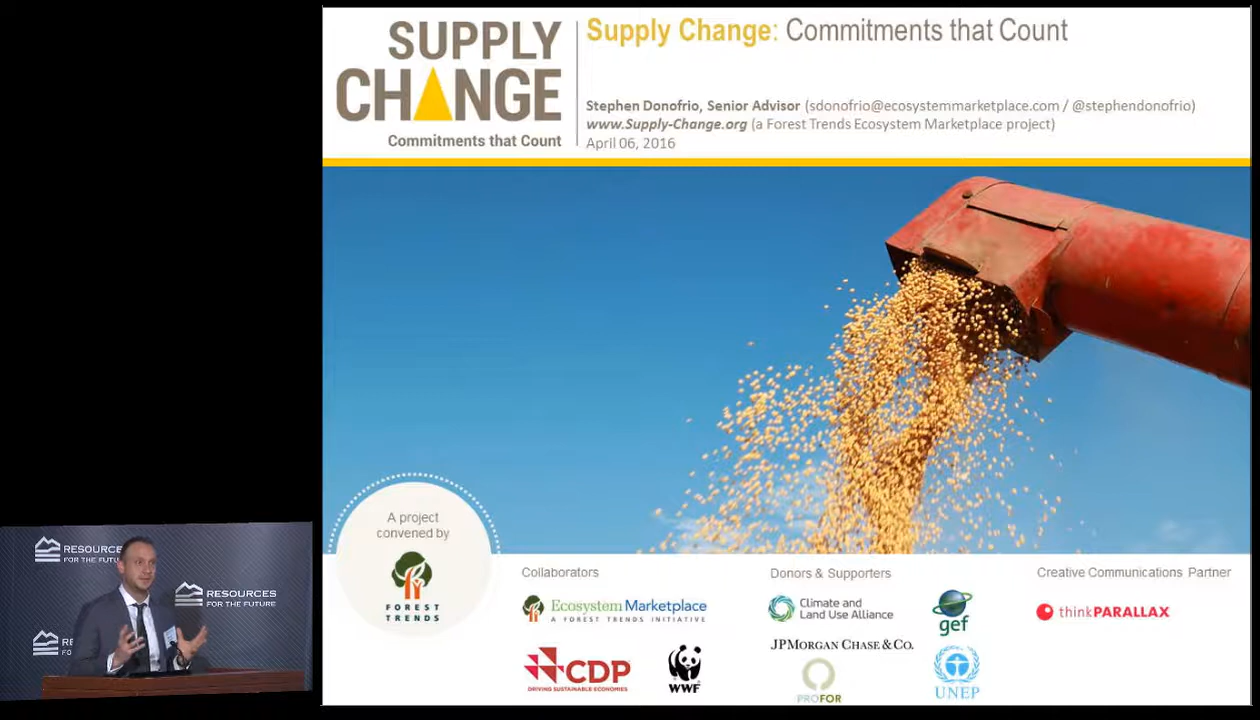 SUPPLY
CHANGE
Commitments that Count
Supply Change: Commitments that Count
Stephen Donofrio, Senior Advisor (sdonofrio@ecosystemmarketplace.com / @stephendonofrio)
www.Supply-Change.org (a Forest Trends Ecosystem Marketplace project)
April 06, 2016
A project
convened by
FOREST
TRENDS
Collaborators
Ecosystem Marketplace
A FOREST TRENDS INITIATIVE
CDP
DRIVING SUSTAINABLE ECONOMIES
WWF
Donors & Supporters
Climate and
Land Use Alliance
gef
JPMORGAN CHASE & CO.
PROFOR
UNEP
Creative Communications Partner
thinkPARALLAX
RESOURCES
FOR THE FUTU
RESOURCES
FOR THE FUTURE
RE
FO